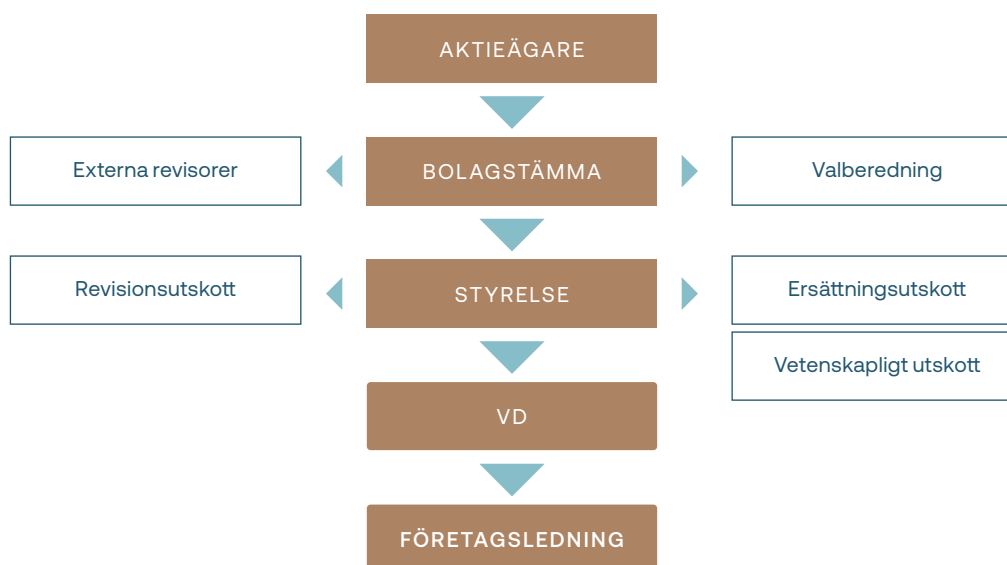 AKTIEÄGARE
Externa revisorer
BOLAGSTÄMMA
Valberedning
Revisionsutskott
STYRELSE
Ersättningsutskott
Vetenskapligt utskott
VD
FÖRETAGSLEDNING